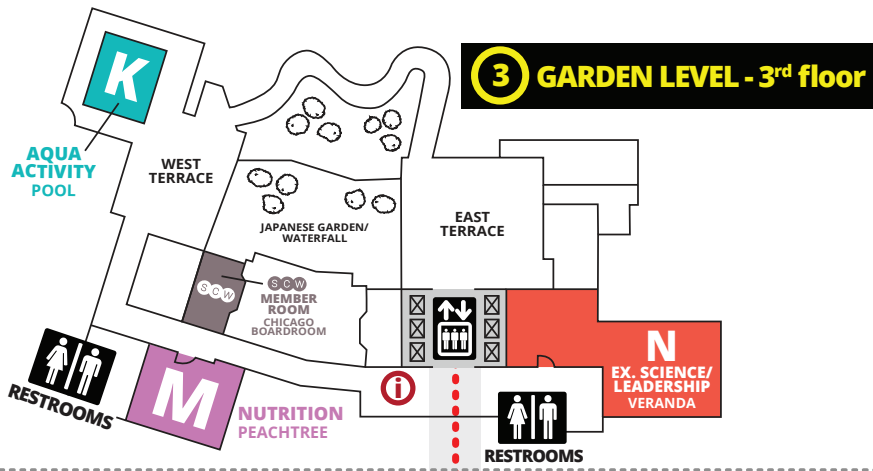 3 GARDEN LEVEL - 3rd floor
K
AQUA
ACTIVITY
POOL
WEST
TERRACE
JAPANESE GARDEN/
WATERFALL
EAST
TERRACE
SCW
SCW
MEMBER
ROOM
CHICAGO
BOARDROOM
N
EX. SCIENCE/
LEADERSHIP
VERANDA
RESTROOMS
M
NUTRITION
PEACHTREE
i
RESTROOMS